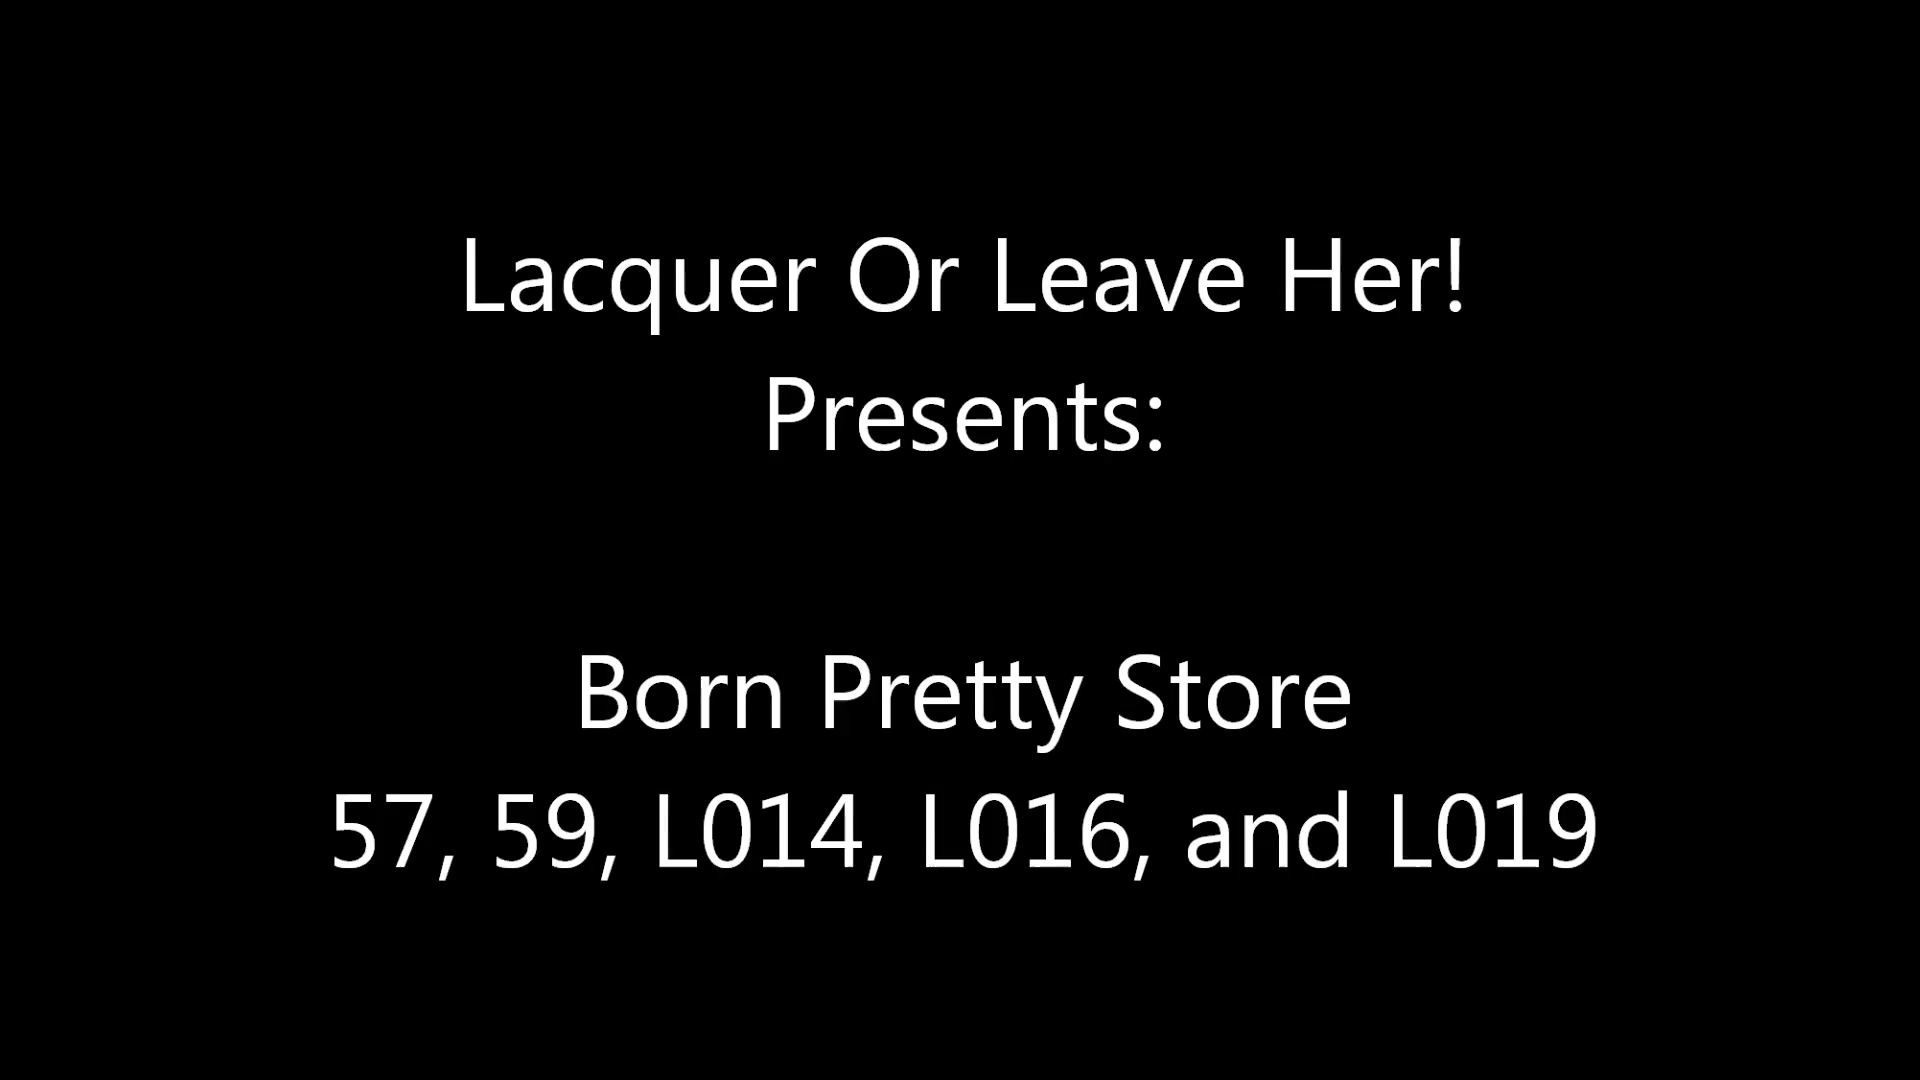 Lacquer Or Leave Her!
Presents:
Born Pretty Store
57, 59, L014, L016, and L019